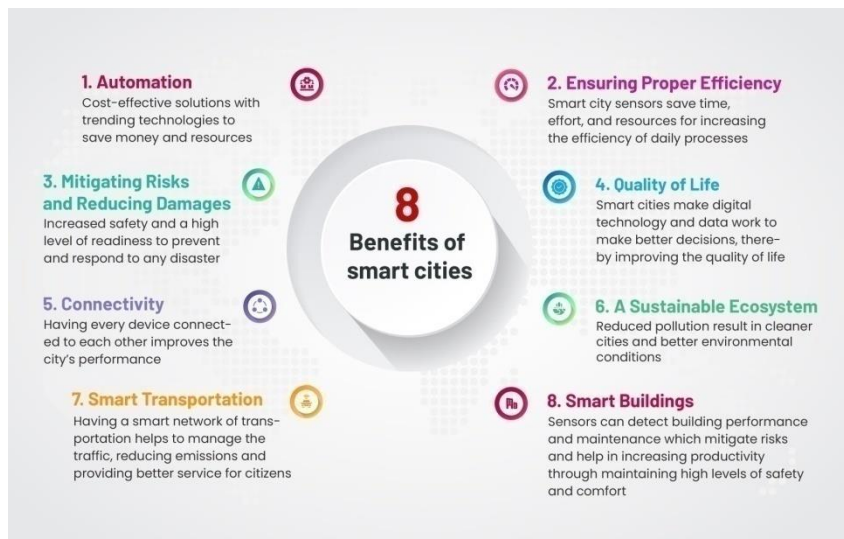 8
Benefits of
smart cities
1. Automation
Cost-effective solutions with
trending technologies to
save money and resources
2. Ensuring Proper Efficiency
Smart city sensors save time,
effort, and resources for increasing
the efficiency of daily processes
3. Mitigating Risks
and Reducing Damages
Increased safety and a high
level of readiness to prevent
and respond to any disaster
4. Quality of Life
Smart cities make digital
technology and data work to
make better decisions, there-
by improving the quality of life
5. Connectivity
Having every device connect-
ed to each other improves the
city's performance
6. A Sustainable Ecosystem
Reduced pollution result in cleaner
cities and better environmental
conditions
7. Smart Transportation
Having a smart network of trans-
portation helps to manage the
traffic, reducing emissions and
providing better service for citizens
8. Smart Buildings
Sensors can detect building performance
and maintenance which mitigate risks
and help in increasing productivity
through maintaining high levels of safety
and comfort